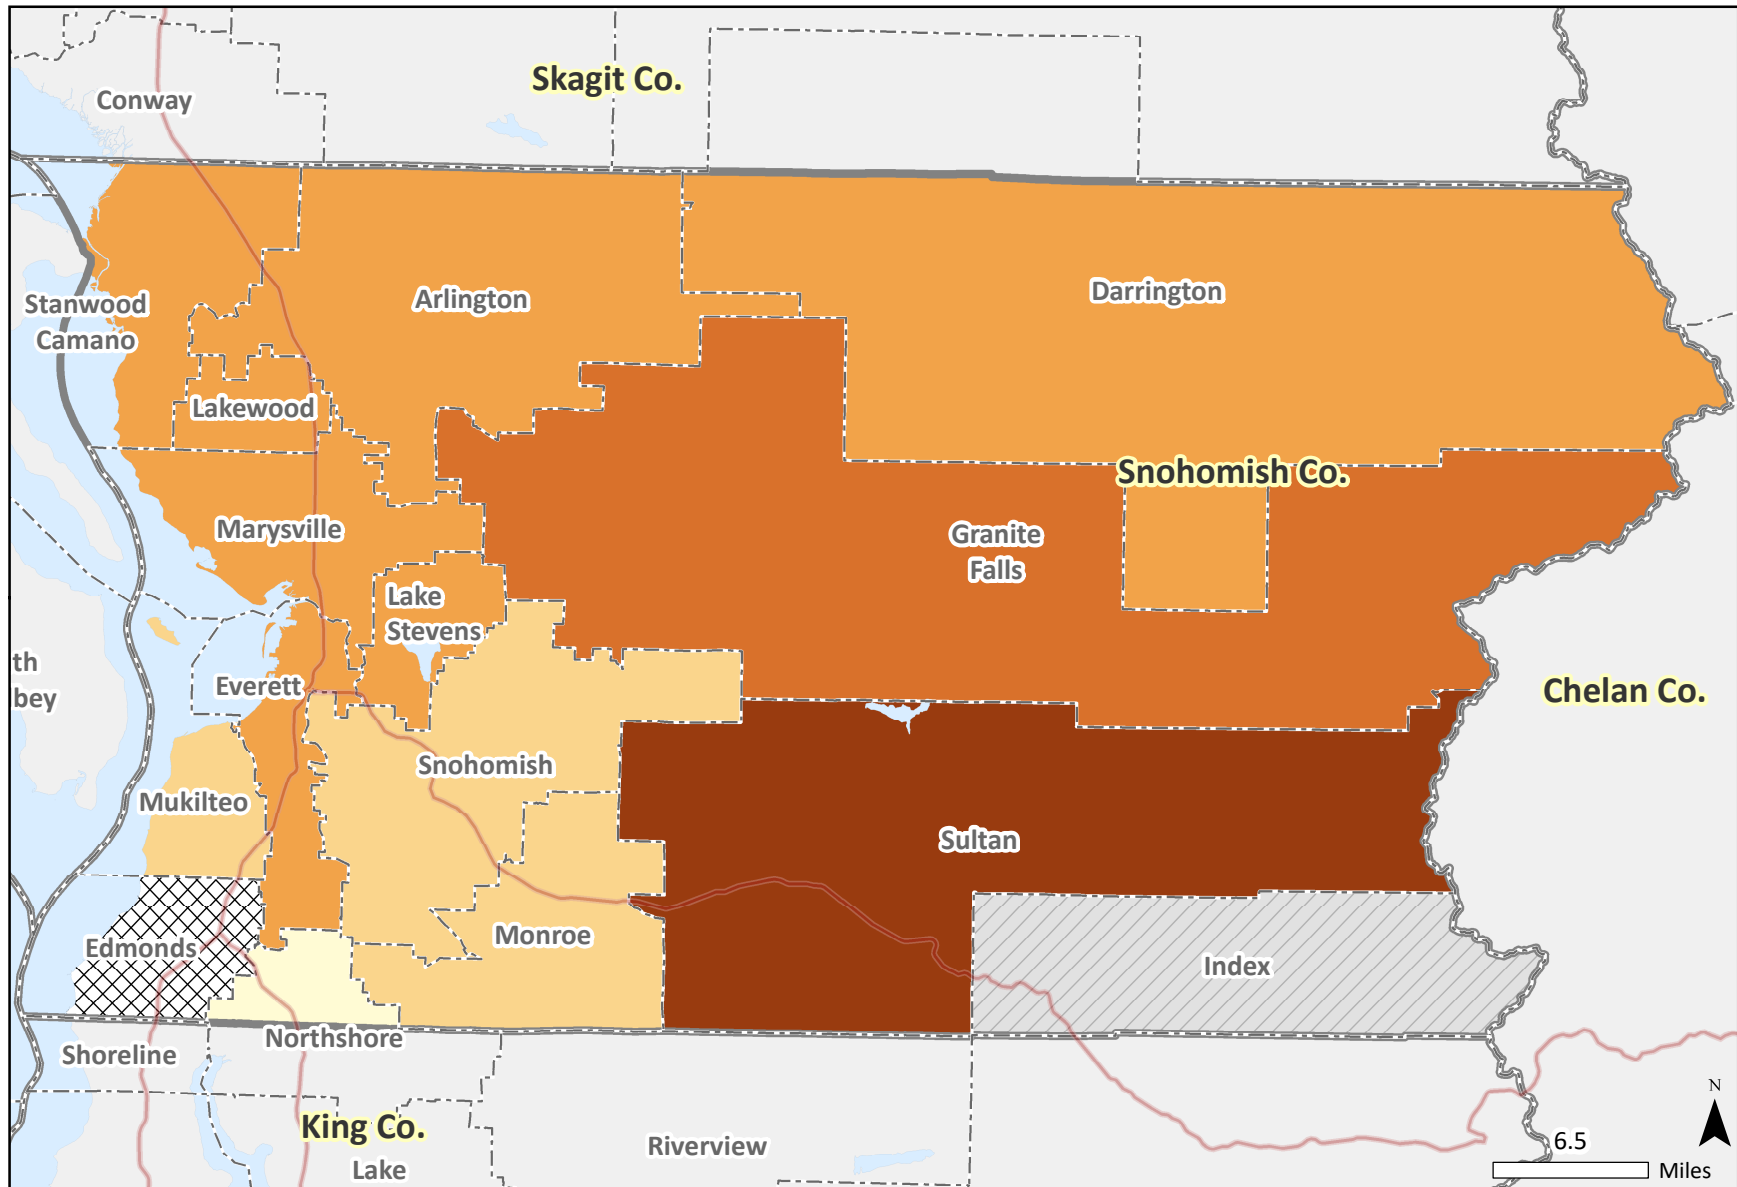 Skagit Co.
Conway
Stanwood
Camano
Arlington
Darrington
Lakewood
Snohomish Co.
Marysville
Granite
Falls
Lake
Stevens
th
lbey
Everett
Chelan Co.
Snohomish
Mukilteo
Sultan
Edmonds
Monroe
Index
Northshore
Shoreline
King Co.
Riverview
Lake
N
6.5
Miles